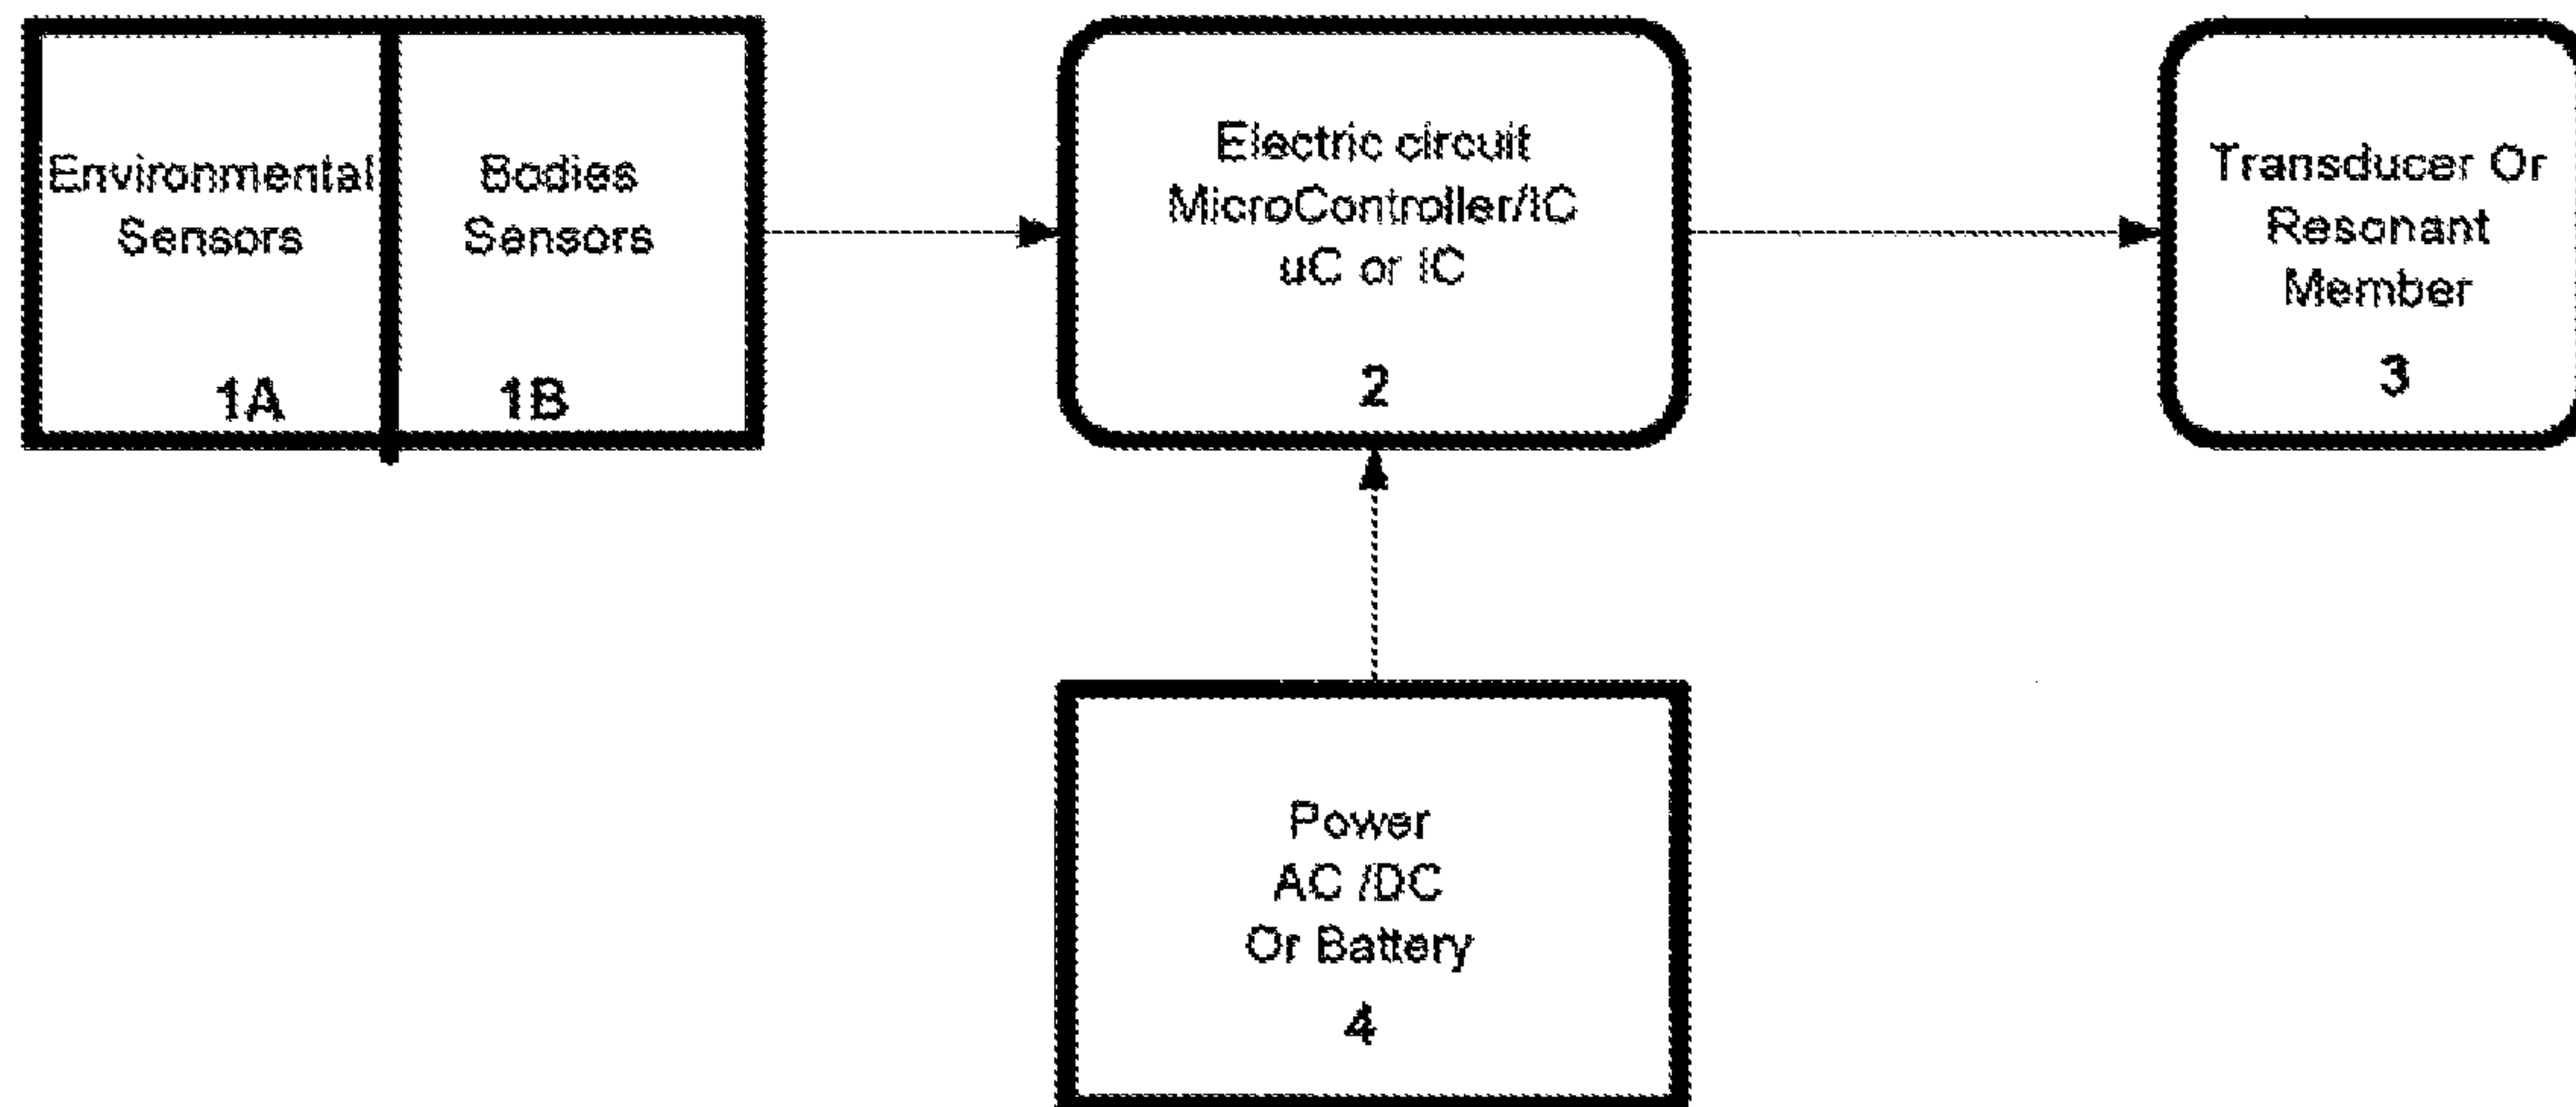 Environmental
Sensors
1A
Bodies
Sensors
1B
Electric circuit
MicroController/IC
uC or IC
2
Transducer Or
Resonant
Member
3
Power
AC /DC
Or Battery
4